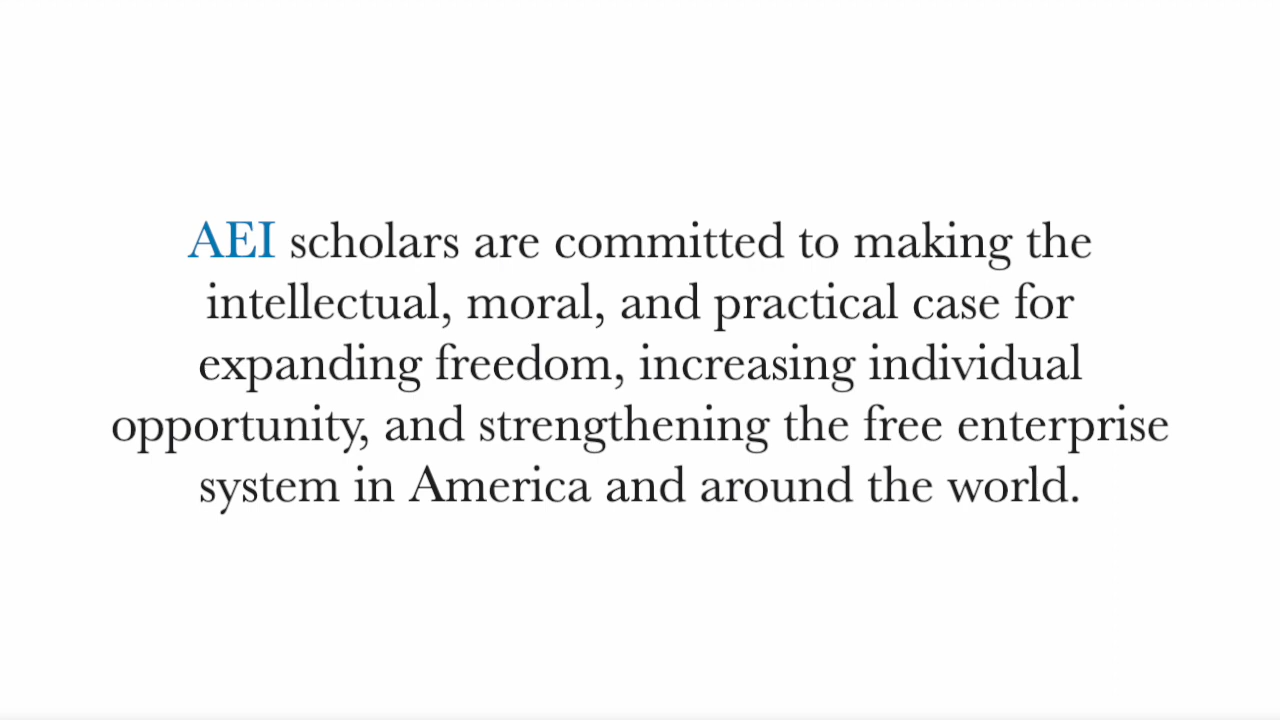 AEI scholars are committed to making the
intellectual, moral, and practical case for
expanding freedom, increasing individual
opportunity, and strengthening the free enterprise
system in America and around the world.